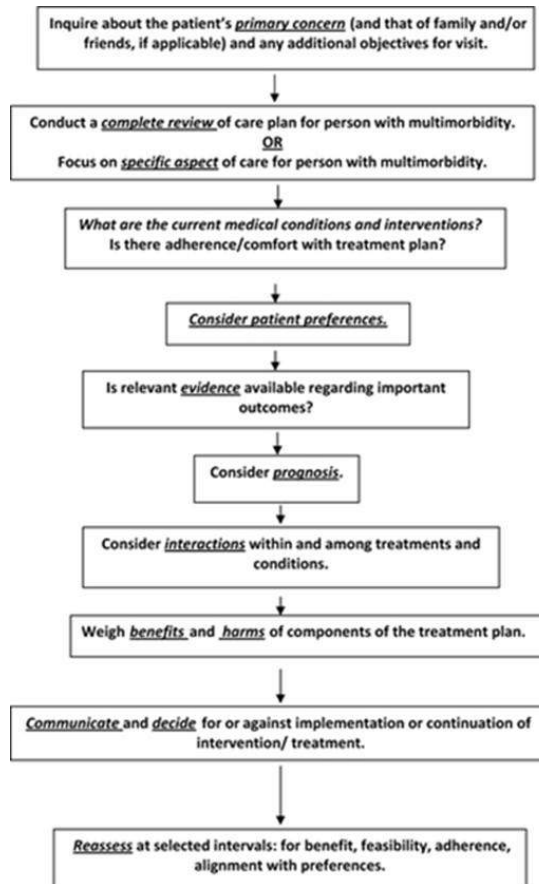 Inquire about the patient's primary concern (and that of family and/or
friends, if applicable) and any additional objectives for visit.
Conduct a complete review of care plan for person with multimorbidity.
OR
Focus on specific aspect of care for person with multimorbidity.
What are the current medical conditions and interventions?
Is there adherence/comfort with treatment plan?
Consider patient preferences.
Is relevant evidence available regarding important
outcomes?
Consider prognosis.
Consider interactions within and among treatments and
conditions.
Weigh benefits and harms of components of the treatment plan.
Communicate and decide for or against implementation or continuation of
intervention/ treatment.
Reassess at selected intervals: for benefit, feasibility, adherence,
alignment with preferences.